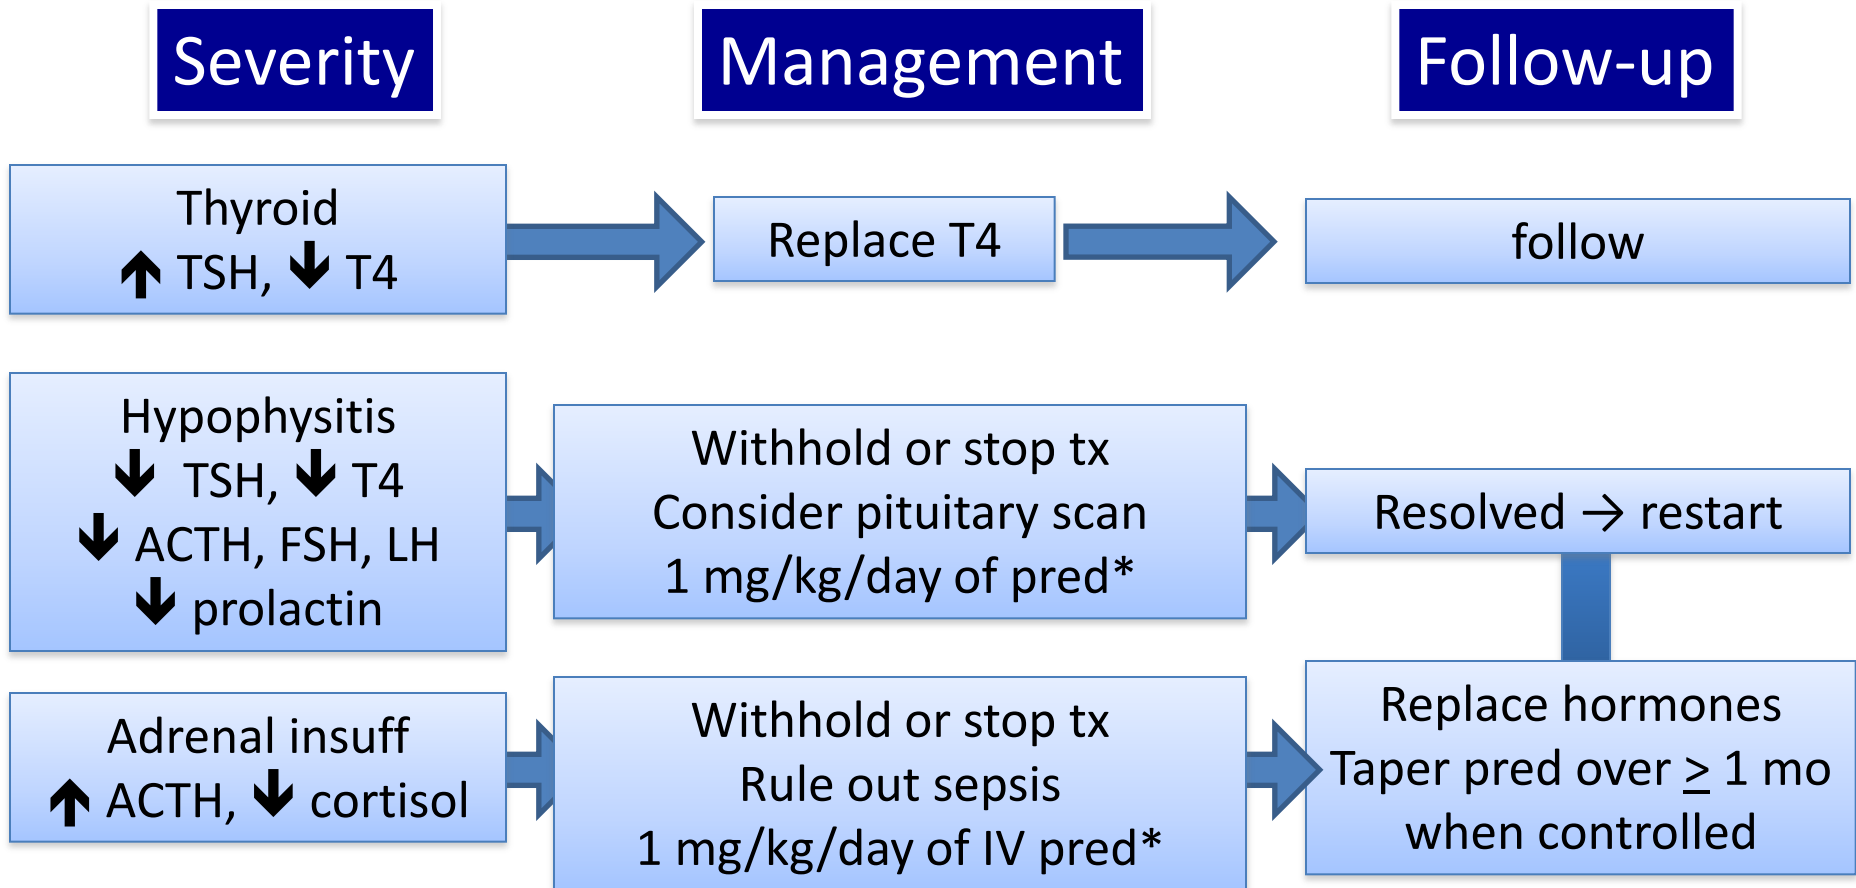 Severity
Management
Follow-up
Thyroid
🡹 TSH, 🡻 T4
Replace T4
follow
Hypophysitis
🡻 TSH, 🡻 T4
🡻 ACTH, FSH, LH
🡻 prolactin
Withhold or stop tx
Consider pituitary scan
1 mg/kg/day of pred*
Resolved → restart
Adrenal insuff
🡹 ACTH, 🡻 cortisol
Withhold or stop tx
Rule out sepsis
1 mg/kg/day of IV pred*
Replace hormones
Taper pred over ≥ 1 mo
when controlled